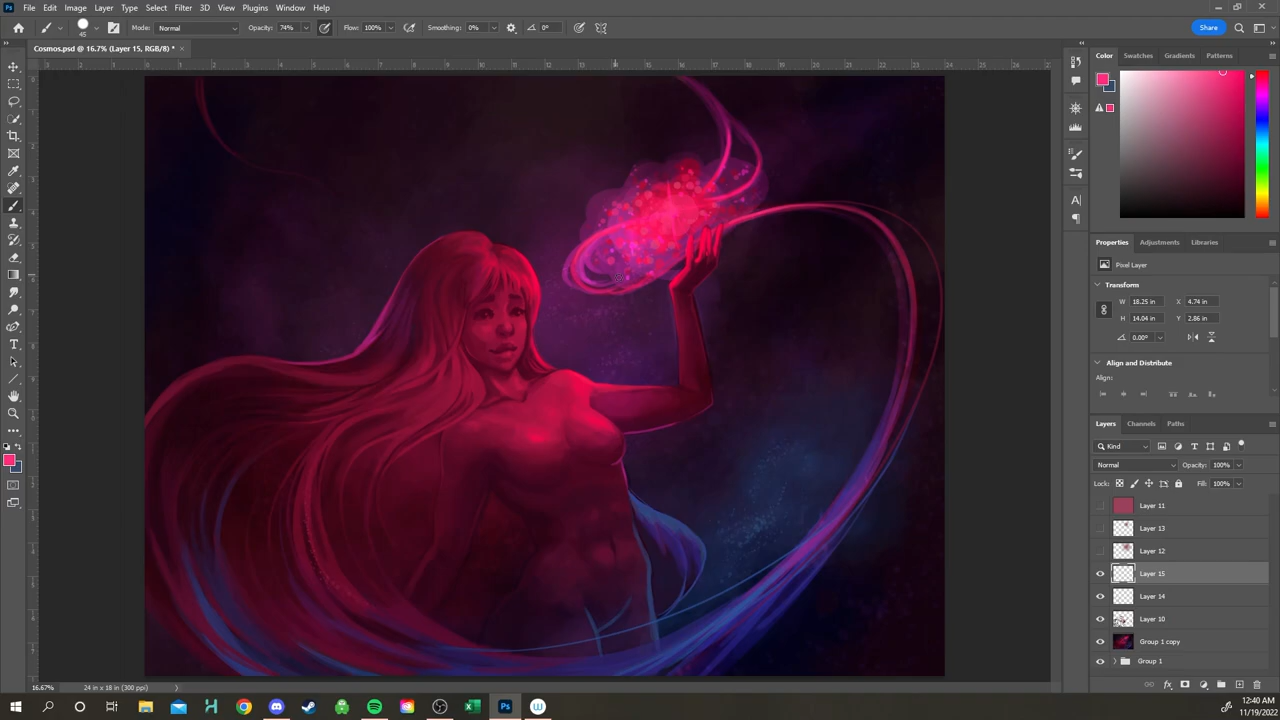 File Edit Image Layer Type Select Filter 3D View Plugins Window Help
45 Mode: Normal Opacity: 74% Flow: 100% Smoothing: 0% 0° Share
Cosmos.psd @ 16.7% (Layer 15, RGB/8) *
Color Swatches Gradients Patterns
Properties Adjustments Libraries
Pixel Layer
Transform
W 18.25 in X 4.74 in
H 14.04 in Y 2.86 in
0.00°
Align and Distribute
Align:
Layers Channels Paths
Kind
Normal Opacity: 100%
Lock: Fill: 100%
Layer 11
Layer 13
Layer 12
Layer 15
Layer 14
Layer 10
Group 1 copy
Group 1
16.67% 24 in x 18 in (300 ppi)
12:40 AM
11/19/2022